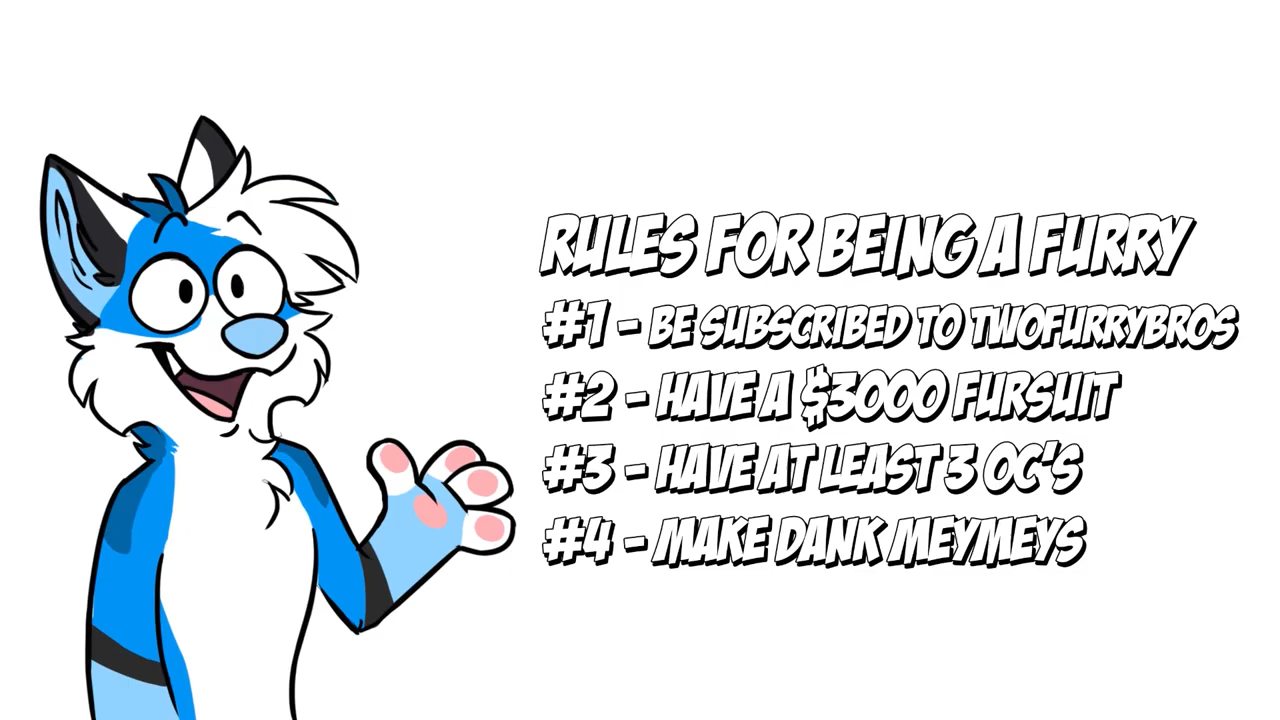 RULES FOR BEING A FURRY
#1 - BE SUBSCRIBED TO TWOFURRYBROS
#2 - HAVE A $3000 FURSUIT
#3 - HAVE AT LEAST 3 OC'S
#4 - MAKE DANK MEYMEYS